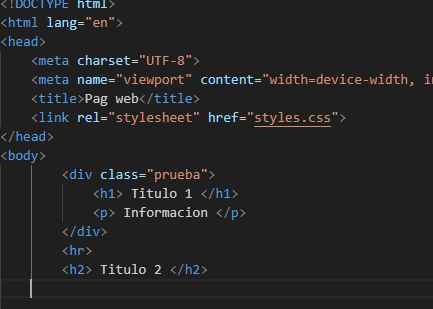 <!DOCTYPE html>
<html lang="en">
<head>
<meta charset="UTF-8">
<meta name="viewport" content="width=device-width,
<title>Pag web</title>
<link rel="stylesheet" href="styles.css">
</head>
<body>
<div class="prueba">
<h1> Titulo 1 </h1>
<p> Informacion </p>
</div>
<hr>
<h2> Titulo 2 </h2>